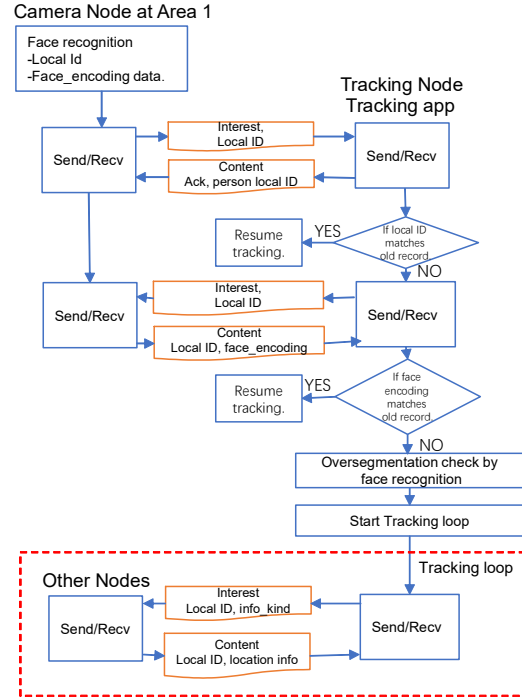 Camera Node at Area 1
Face recognition
-Local Id
-Face_encoding data.
Tracking Node
Tracking app
Interest,
Local ID
Send/Recv
Send/Recv
Content
Ack, person local ID
Resume
tracking.
YES
If local ID
matches
old record.
NO
Interest,
Local ID
Send/Recv
Send/Recv
Content
Local ID, face_encoding
Resume
tracking.
YES
If face
encoding
matches
old record.
NO
Oversegmentation check by
face recognition
Start Tracking loop
Tracking loop
Other Nodes
Interest
Local ID, info_kind
Send/Recv
Send/Recv
Content
Local ID, location info